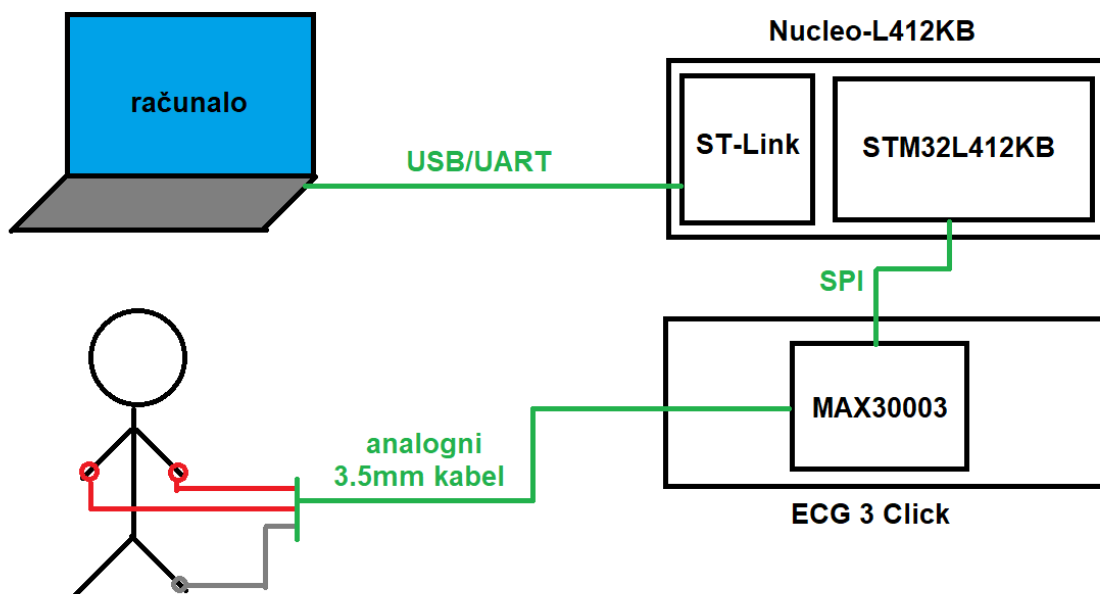 Nucleo-L412KB
računalo
ST-Link
STM32L412KB
USB/UART
SPI
MAX30003
analogni
3.5mm kabel
ECG 3 Click